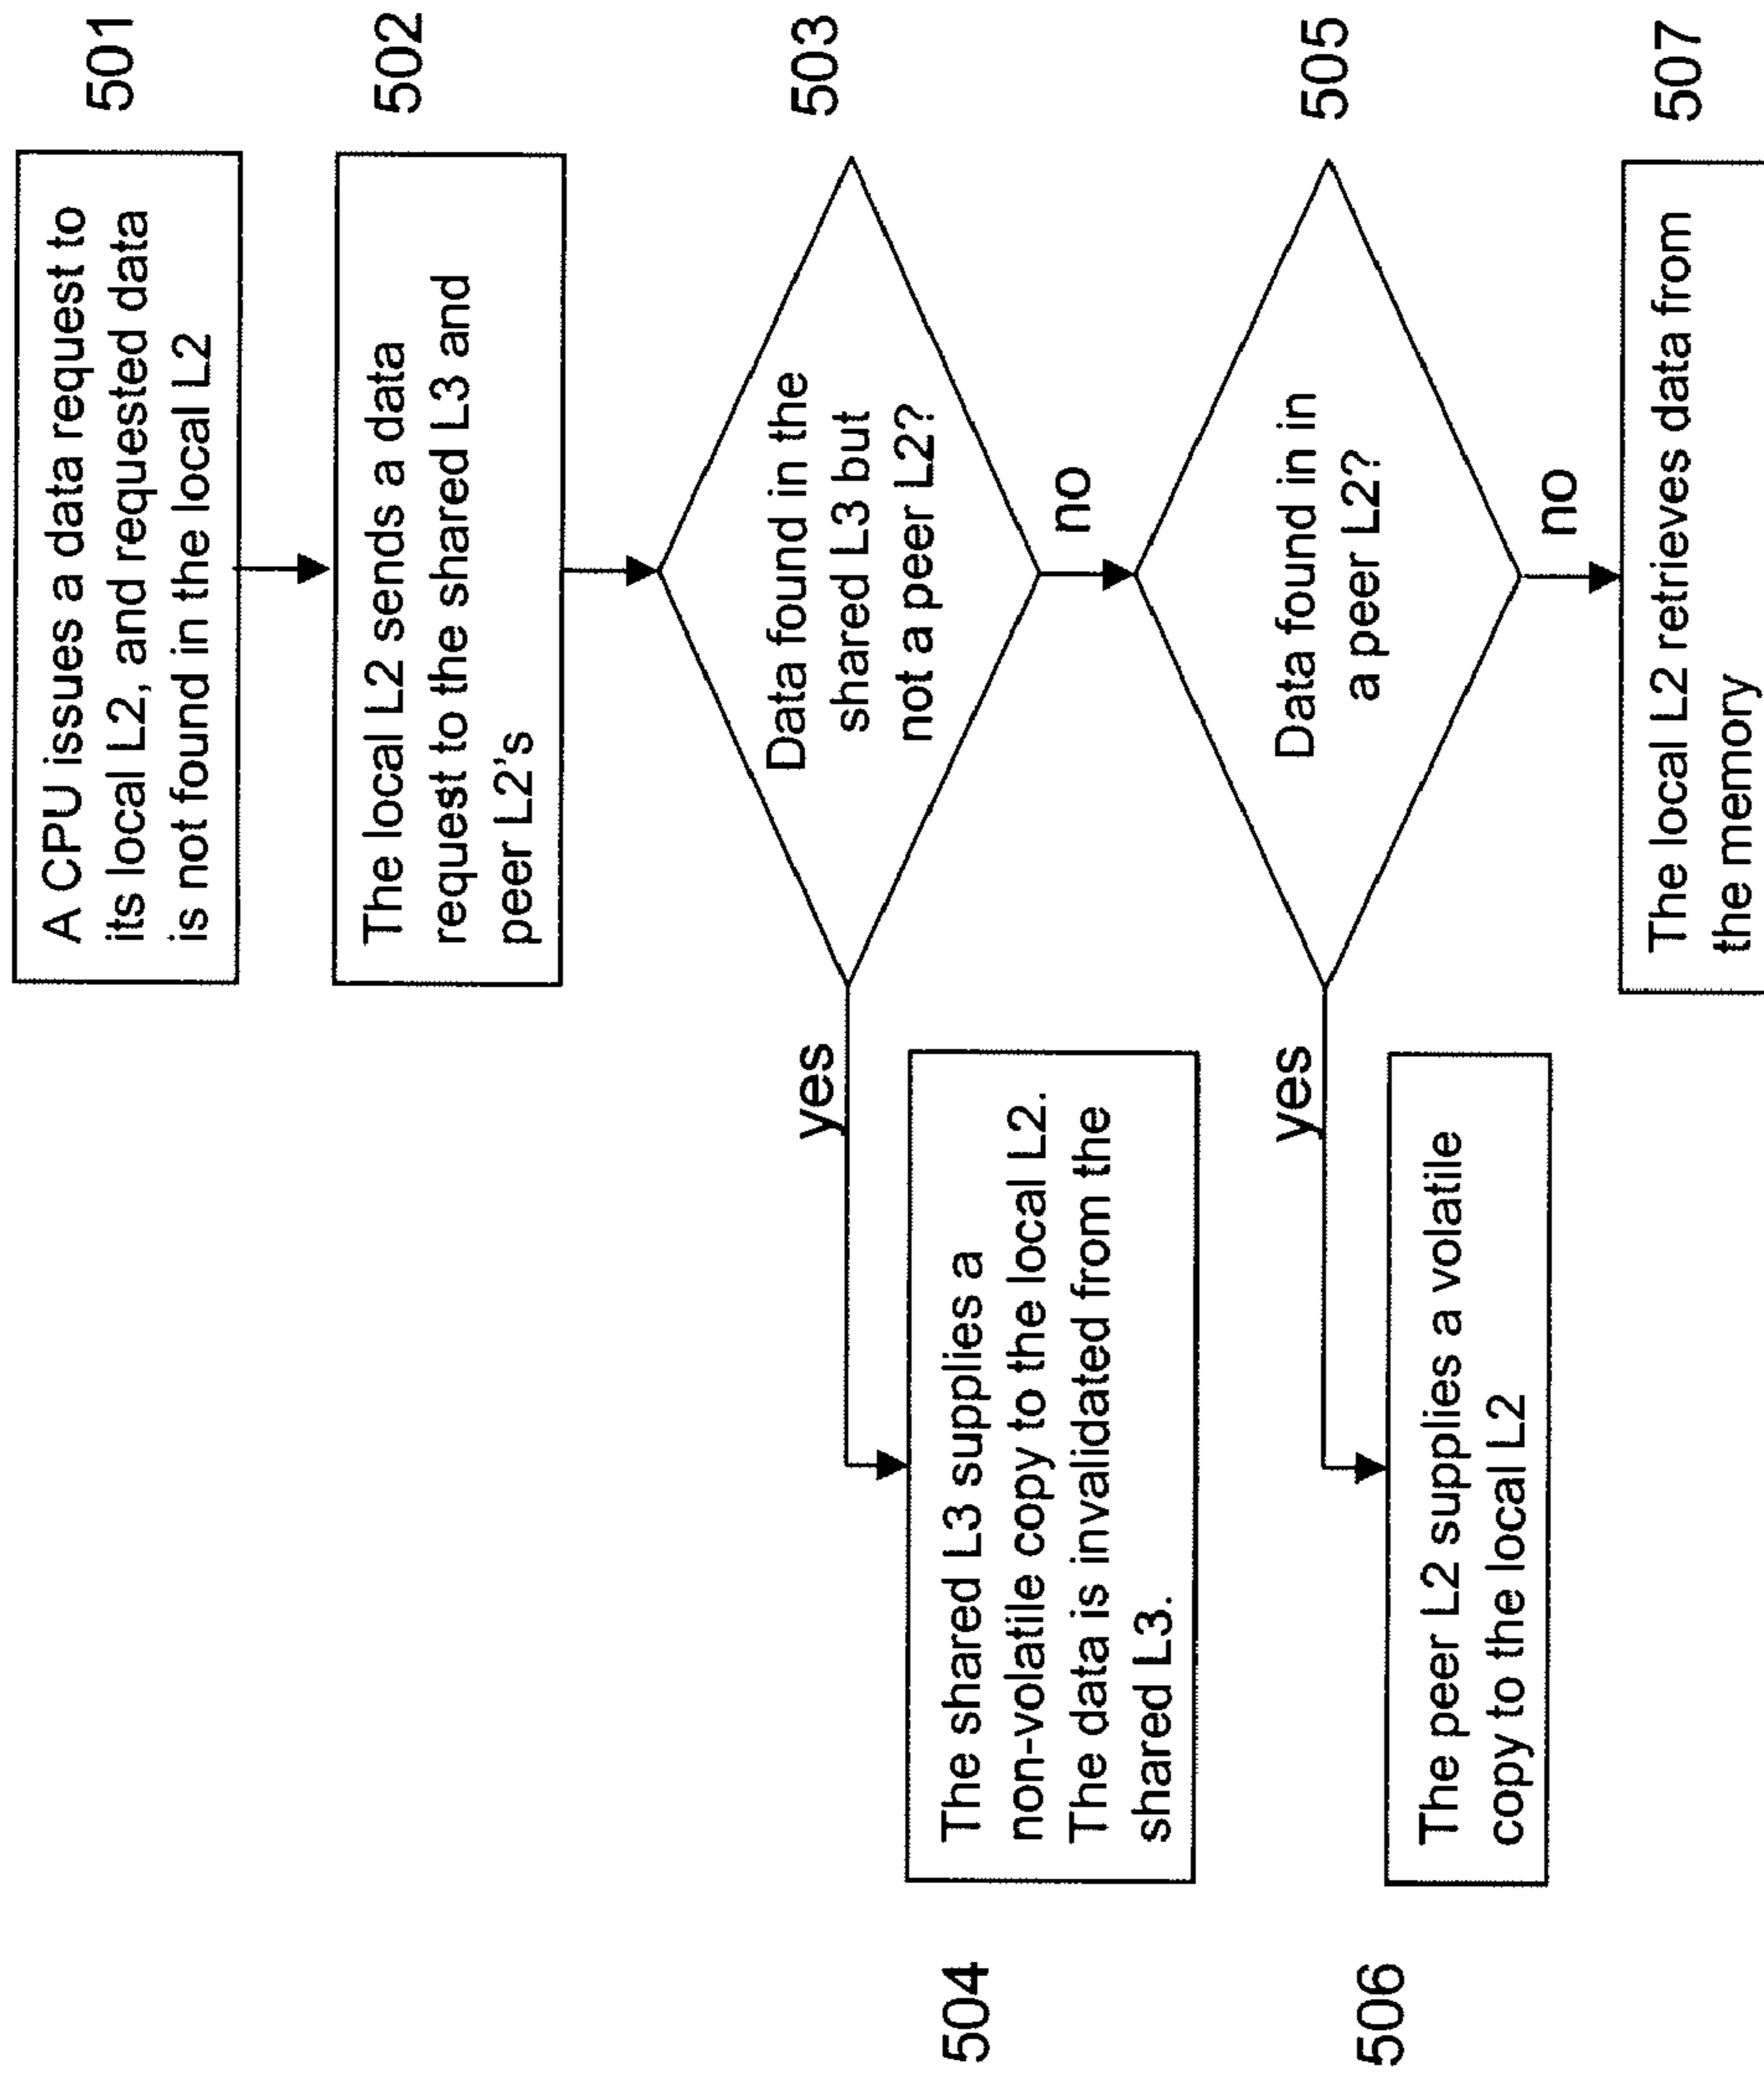 A CPU issues a data request to
its local L2, and requested data
is not found in the local L2
501
The local L2 sends a data
request to the shared L3 and
peer L2's
502
Data found in the
shared L3 but
not a peer L2?
503
yes
no
504
The shared L3 supplies a
non-volatile copy to the local L2.
The data is invalidated from the
shared L3.
Data found in in
a peer L2?
505
yes
no
506
The peer L2 supplies a volatile
copy to the local L2
The local L2 retrieves data from
the memory
507